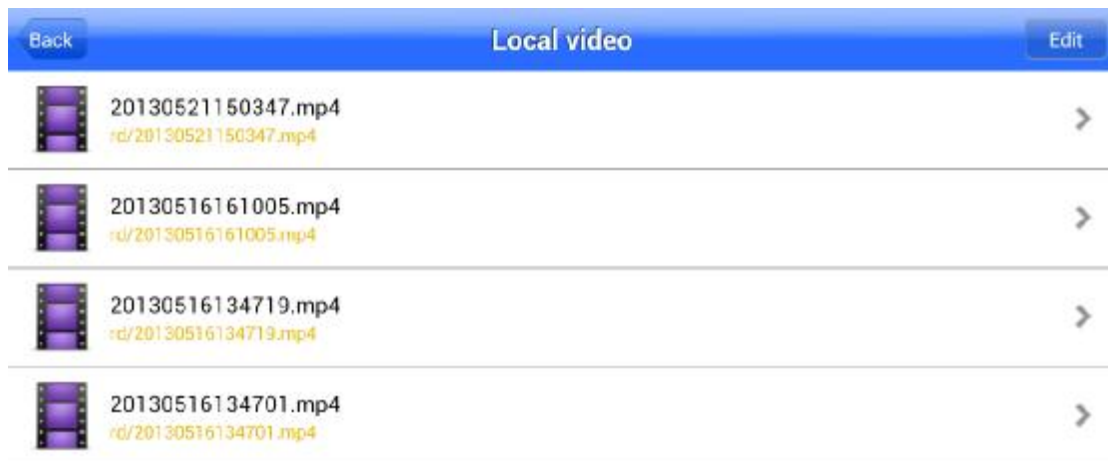 Back
Local video
Edit
20130521150347.mp4
rd/20130521150347.mp4
20130516161005.mp4
rd/20130516161005.mp4
20130516134719.mp4
rd/20130516134719.mp4
20130516134701.mp4
rd/20130516134701.mp4